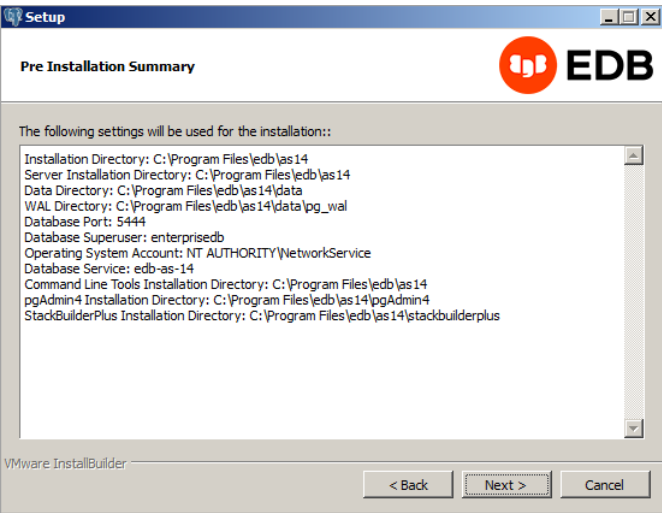 Setup
Pre Installation Summary
EDB
The following settings will be used for the installation::
Installation Directory: C:\Program Files\edb\as14
Server Installation Directory: C:\Program Files\edb\as14
Data Directory: C:\Program Files\edb\as14\data
WAL Directory: C:\Program Files\edb\as14\data\pg_wal
Database Port: 5444
Database Superuser: enterprisedb
Operating System Account: NT AUTHORITY\NetworkService
Database Service: edb-as-14
Command Line Tools Installation Directory: C:\Program Files\edb\as14
pgAdmin4 Installation Directory: C:\Program Files\edb\as14\pgAdmin4
StackBuilderPlus Installation Directory: C:\Program Files\edb\as14\stackbuilderplus
VMware InstallBuilder
< Back Next > Cancel